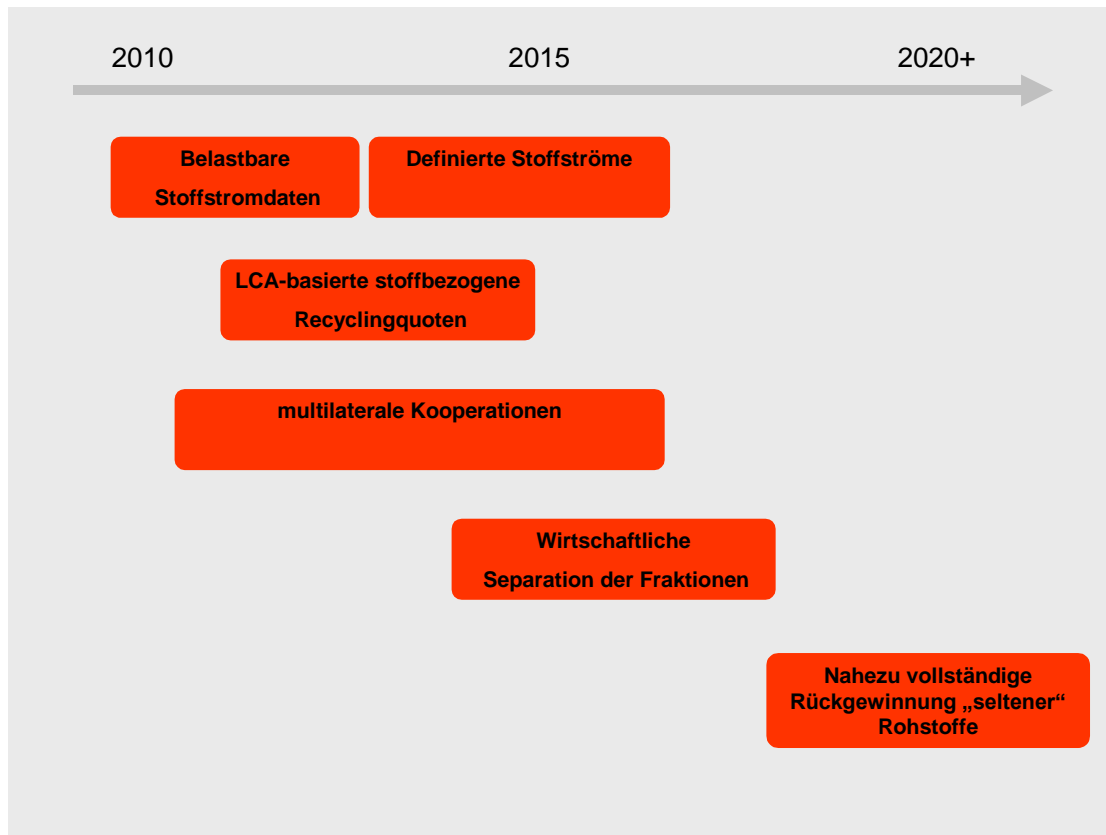 2010 2015 2020+
Belastbare
Stoffstromdaten
Definierte Stoffströme
LCA-basierte stoffbezogene
Recyclingquoten
multilaterale Kooperationen
Wirtschaftliche
Separation der Fraktionen
Nahezu vollständige
Rückgewinnung „seltener“
Rohstoffe